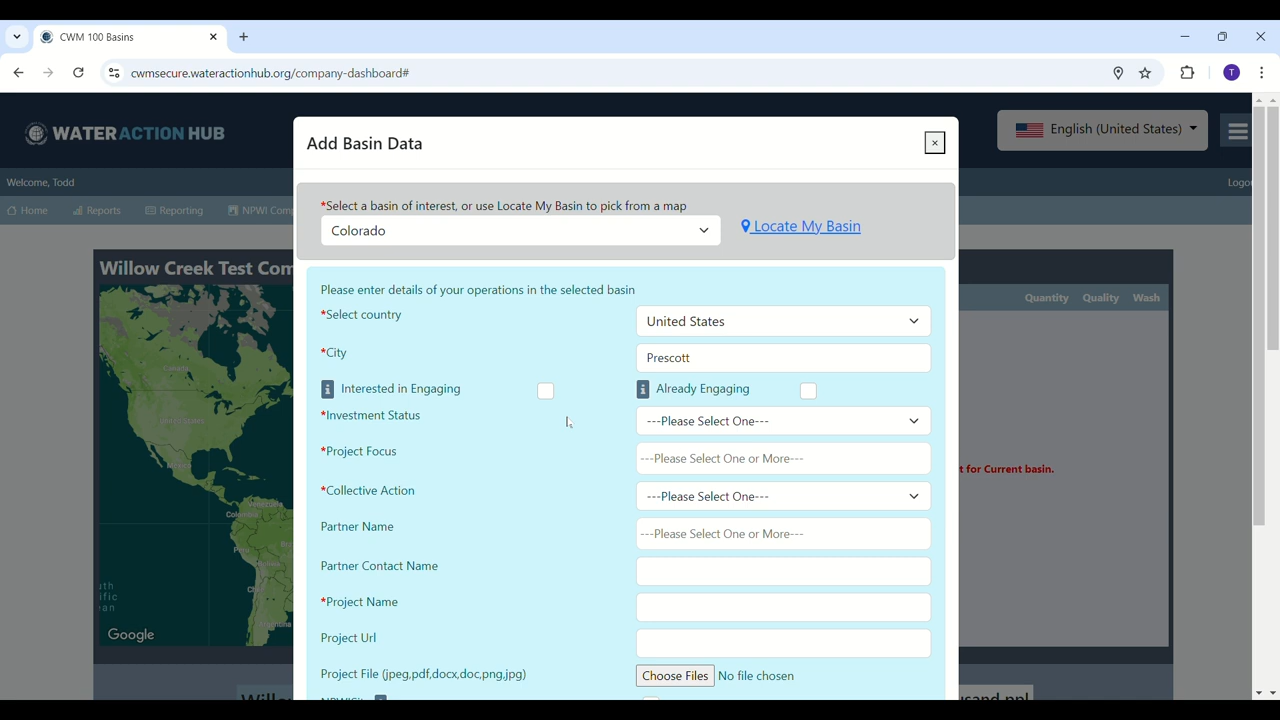 CWM 100 Basins
cwmsecure.wateractionhub.org/company-dashboard#
T
WATER ACTION HUB
English (United States)
Welcome, Todd
Home
Reports
Reporting
NPWI Com
Add Basin Data
×
*Select a basin of interest, or use Locate My Basin to pick from a map
Colorado
Locate My Basin
Willow Creek Test Com
Please enter details of your operations in the selected basin
Quantity Quality Wash
*Select country
United States
*City
Prescott
Interested in Engaging
Already Engaging
*Investment Status
---Please Select One---
*Project Focus
---Please Select One or More---
t for Current basin.
*Collective Action
---Please Select One---
Partner Name
---Please Select One or More---
Partner Contact Name
*Project Name
Project Url
Google
Project File (jpeg,pdf,docx,doc,png,jpg)
Choose Files No file chosen